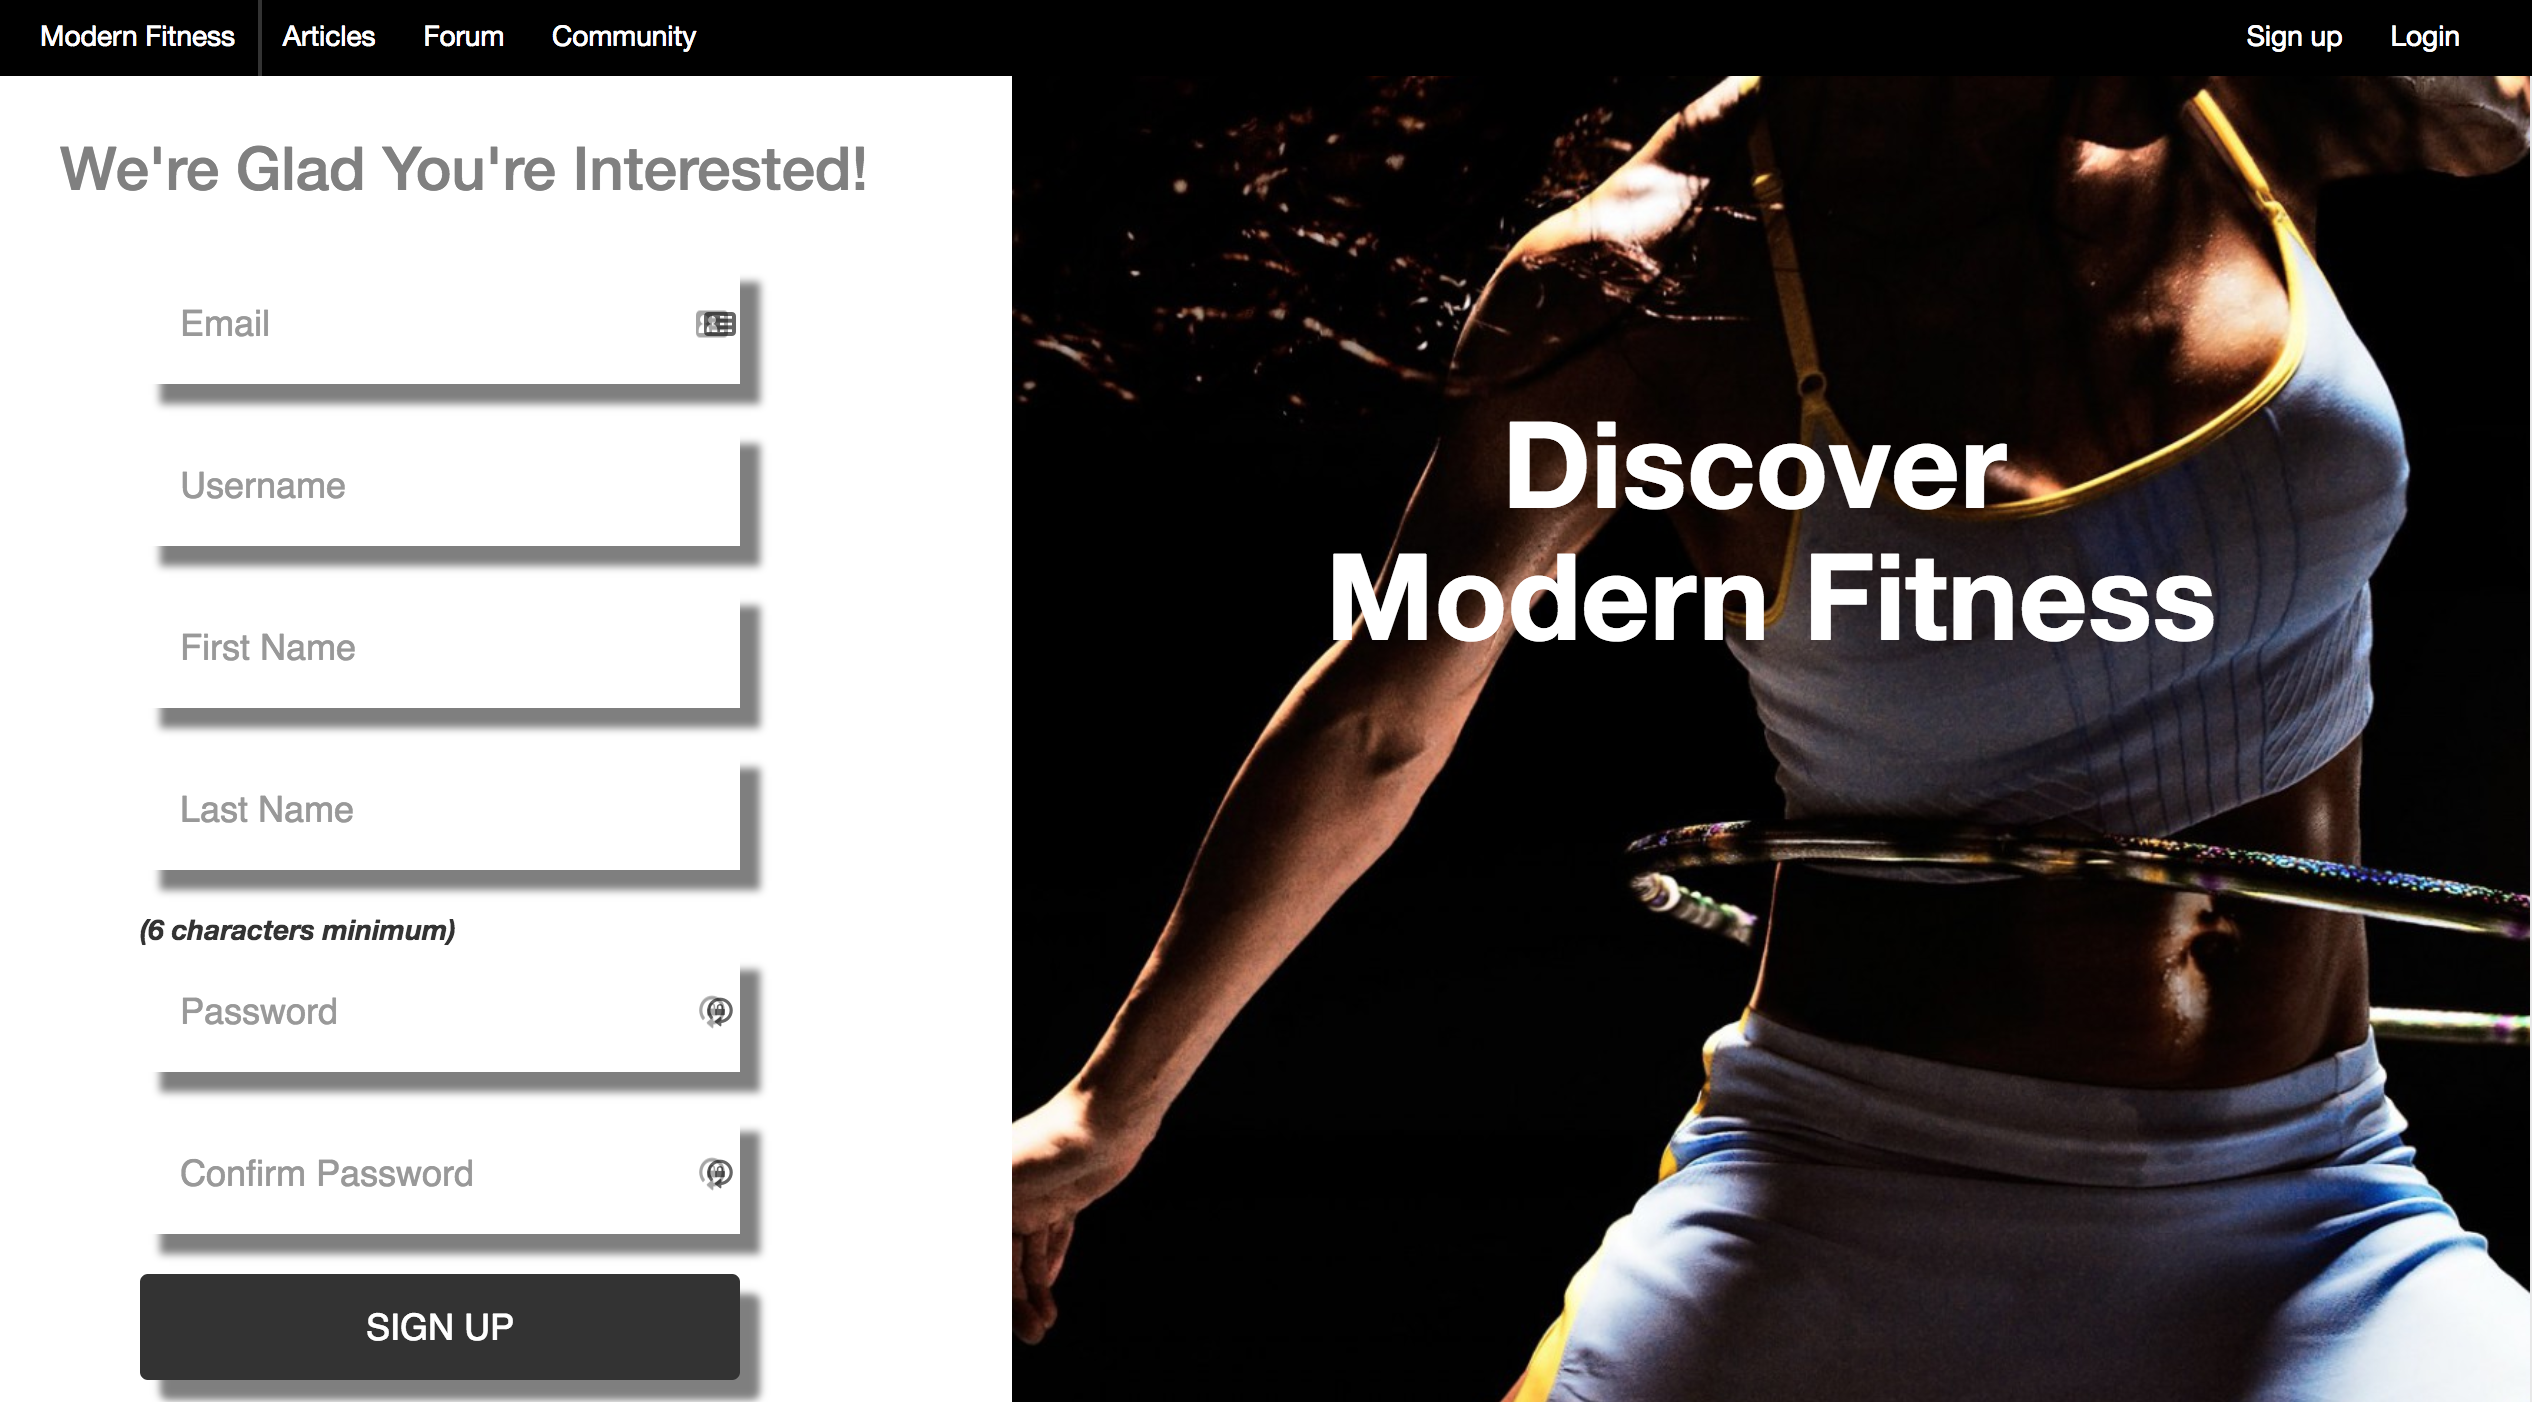 Modern Fitness Articles Forum Community Sign up Login
We're Glad You're Interested!
Email
Username
First Name
Last Name
(6 characters minimum)
Password
Confirm Password
SIGN UP
Discover
Modern Fitness